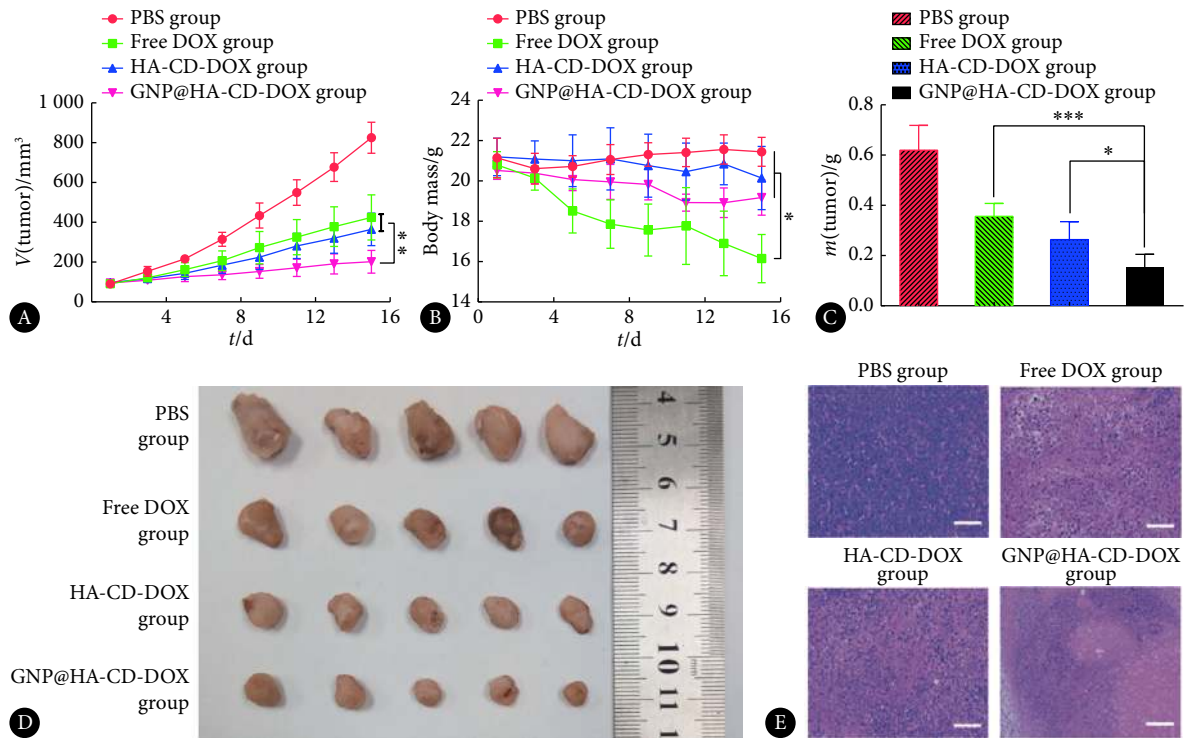 PBS group
Free DOX group
HA-CD-DOX group
GNP@HA-CD-DOX group
1 000
800
600
400
200
0
V(tumor)/mm³
4
8
12
16
t/d
**
A
PBS group
Free DOX group
HA-CD-DOX group
GNP@HA-CD-DOX group
24
22
20
18
16
14
Body mass/g
0
4
8
12
16
t/d
*
B
PBS group
Free DOX group
HA-CD-DOX group
GNP@HA-CD-DOX group
0.8
0.6
0.4
0.2
0.0
m(tumor)/g
***
*
C
PBS
group
Free DOX
group
HA-CD-DOX
group
GNP@HA-CD-DOX
group
4
5
6
7
8
9
10
mm
11
D
PBS group
Free DOX group
HA-CD-DOX
group
GNP@HA-CD-DOX
group
E